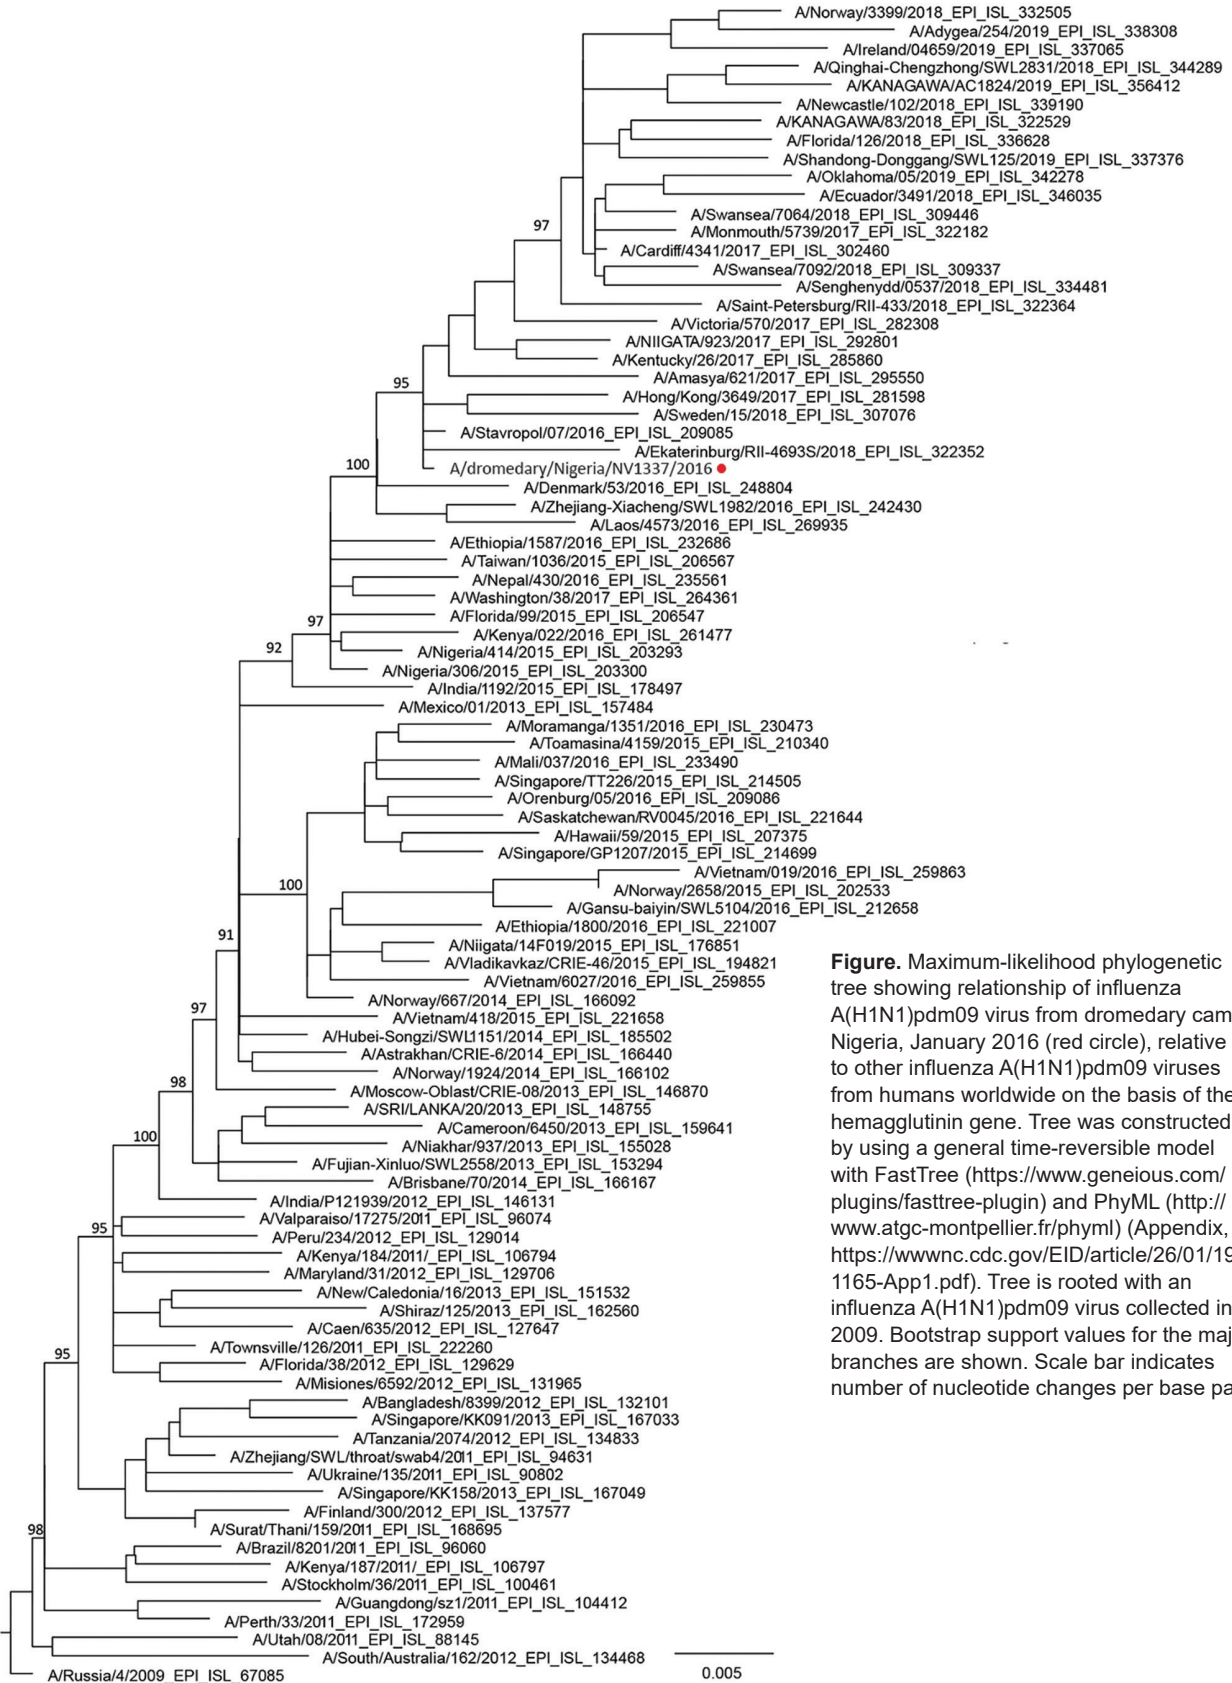 A/Norway/3399/2018_EPI_ISL_332505
A/Adygea/254/2019_EPI_ISL_338308
A/Ireland/04659/2019_EPI_ISL_337065
A/Qinghai-Chengzhong/SWL2831/2018_EPI_ISL_344289
A/KANAGAWA/AC1824/2019_EPI_ISL_356412
A/Newcastle/102/2018_EPI_ISL_339190
A/KANAGAWA/83/2018_EPI_ISL_322529
A/Florida/126/2018_EPI_ISL_336628
A/Shandong-Donggang/SWL125/2019_EPI_ISL_337376
A/Oklahoma/05/2019_EPI_ISL_342278
A/Ecuador/3491/2018_EPI_ISL_346035
A/Swansea/7064/2018_EPI_ISL_309446
97
A/Monmouth/5739/2017_EPI_ISL_322182
A/Cardiff/4341/2017_EPI_ISL_302460
A/Swansea/7092/2018_EPI_ISL_309337
A/Senghenydd/0537/2018_EPI_ISL_334481
A/Saint-Petersburg/RII-433/2018_EPI_ISL_322364
A/Victoria/570/2017_EPI_ISL_282308
A/NIIGATA/923/2017_EPI_ISL_292801
A/Kentucky/26/2017_EPI_ISL_285860
A/Amasya/621/2017_EPI_ISL_295550
95
A/Hong/Kong/3649/2017_EPI_ISL_281598
A/Sweden/15/2018_EPI_ISL_307076
A/Stavropol/07/2016_EPI_ISL_209085
A/Ekaterinburg/RII-4693S/2018_EPI_ISL_322352
100
A/dromedary/Nigeria/NV1337/2016
A/Denmark/53/2016_EPI_ISL_248804
A/Zhejiang-Xiacheng/SWL1982/2016_EPI_ISL_242430
A/Laos/4573/2016_EPI_ISL_269935
A/Ethiopia/1587/2016_EPI_ISL_232686
A/Taiwan/1036/2015_EPI_ISL_206567
A/Nepal/430/2016_EPI_ISL_235561
A/Washington/38/2017_EPI_ISL_264361
A/Florida/99/2015_EPI_ISL_206547
97
A/Kenya/022/2016_EPI_ISL_261477
92
A/Nigeria/414/2015_EPI_ISL_203293
A/Nigeria/306/2015_EPI_ISL_203300
A/India/1192/2015_EPI_ISL_178497
A/Mexico/01/2013_EPI_ISL_157484
A/Moramanga/1351/2016_EPI_ISL_230473
A/Toamasina/4159/2015_EPI_ISL_210340
A/Mali/037/2016_EPI_ISL_233490
A/Singapore/TT226/2015_EPI_ISL_214505
A/Orenburg/05/2016_EPI_ISL_209086
A/Saskatchewan/RV0045/2016_EPI_ISL_221644
A/Hawaii/59/2015_EPI_ISL_207375
A/Singapore/GP1207/2015_EPI_ISL_214699
A/Vietnam/019/2016_EPI_ISL_259863
100
A/Norway/2658/2015_EPI_ISL_202533
A/Gansu-baiyin/SWL5104/2016_EPI_ISL_212658
A/Ethiopia/1800/2016_EPI_ISL_221007
91
A/Niigata/14F019/2015_EPI_ISL_176851
A/Vladikavkaz/CRIE-46/2015_EPI_ISL_194821
A/Vietnam/6027/2016_EPI_ISL_259855
A/Norway/667/2014_EPI_ISL_166092
97
A/Vietnam/418/2015_EPI_ISL_221658
A/Hubei-Songzi/SWL1151/2014_EPI_ISL_185502
A/Astrakhan/CRIE-6/2014_EPI_ISL_166440
A/Norway/1924/2014_EPI_ISL_166102
98
A/Moscow-Oblast/CRIE-08/2013_EPI_ISL_146870
A/SRI/LANKA/20/2013_EPI_ISL_148755
A/Cameroon/6450/2013_EPI_ISL_159641
100
A/Niakhar/937/2013_EPI_ISL_155028
A/Fujian-Xinluo/SWL2558/2013_EPI_ISL_153294
A/Brisbane/70/2014_EPI_ISL_166167
A/India/P121939/2012_EPI_ISL_146131
A/Valparaiso/17275/2011_EPI_ISL_96074
95
A/Peru/234/2012_EPI_ISL_129014
A/Kenya/184/2011/_EPI_ISL_106794
A/Maryland/31/2012_EPI_ISL_129706
A/New/Caledonia/16/2013_EPI_ISL_151532
A/Shiraz/125/2013_EPI_ISL_162560
A/Caen/635/2012_EPI_ISL_127647
A/Townsville/126/2011_EPI_ISL_222260
95
A/Florida/38/2012_EPI_ISL_129629
A/Misiones/6592/2012_EPI_ISL_131965
A/Bangladesh/8399/2012_EPI_ISL_132101
A/Singapore/KK091/2013_EPI_ISL_167033
A/Tanzania/2074/2012_EPI_ISL_134833
A/Zhejiang/SWL/throat/swab4/2011_EPI_ISL_94631
A/Ukraine/135/2011_EPI_ISL_90802
A/Singapore/KK158/2013_EPI_ISL_167049
A/Finland/300/2012_EPI_ISL_137577
98
A/Surat/Thani/159/2011_EPI_ISL_168695
A/Brazil/8201/2011_EPI_ISL_96060
A/Kenya/187/2011/_EPI_ISL_106797
A/Stockholm/36/2011_EPI_ISL_100461
A/Guangdong/sz1/2011_EPI_ISL_104412
A/Perth/33/2011_EPI_ISL_172959
A/Utah/08/2011_EPI_ISL_88145
A/South/Australia/162/2012_EPI_ISL_134468
A/Russia/4/2009_EPI_ISL_67085
0.005
Figure. Maximum-likelihood phylogenetic
tree showing relationship of influenza
A(H1N1)pdm09 virus from dromedary cam
Nigeria, January 2016 (red circle), relative
to other influenza A(H1N1)pdm09 viruses
from humans worldwide on the basis of the
hemagglutinin gene. Tree was constructed
by using a general time-reversible model
with FastTree (https://www.geneious.com/
plugins/fasttree-plugin) and PhyML (http://
www.atgc-montpellier.fr/phyml) (Appendix,
https://wwwnc.cdc.gov/EID/article/26/01/19
1165-App1.pdf). Tree is rooted with an
influenza A(H1N1)pdm09 virus collected in
2009. Bootstrap support values for the maj
branches are shown. Scale bar indicates
number of nucleotide changes per base pa